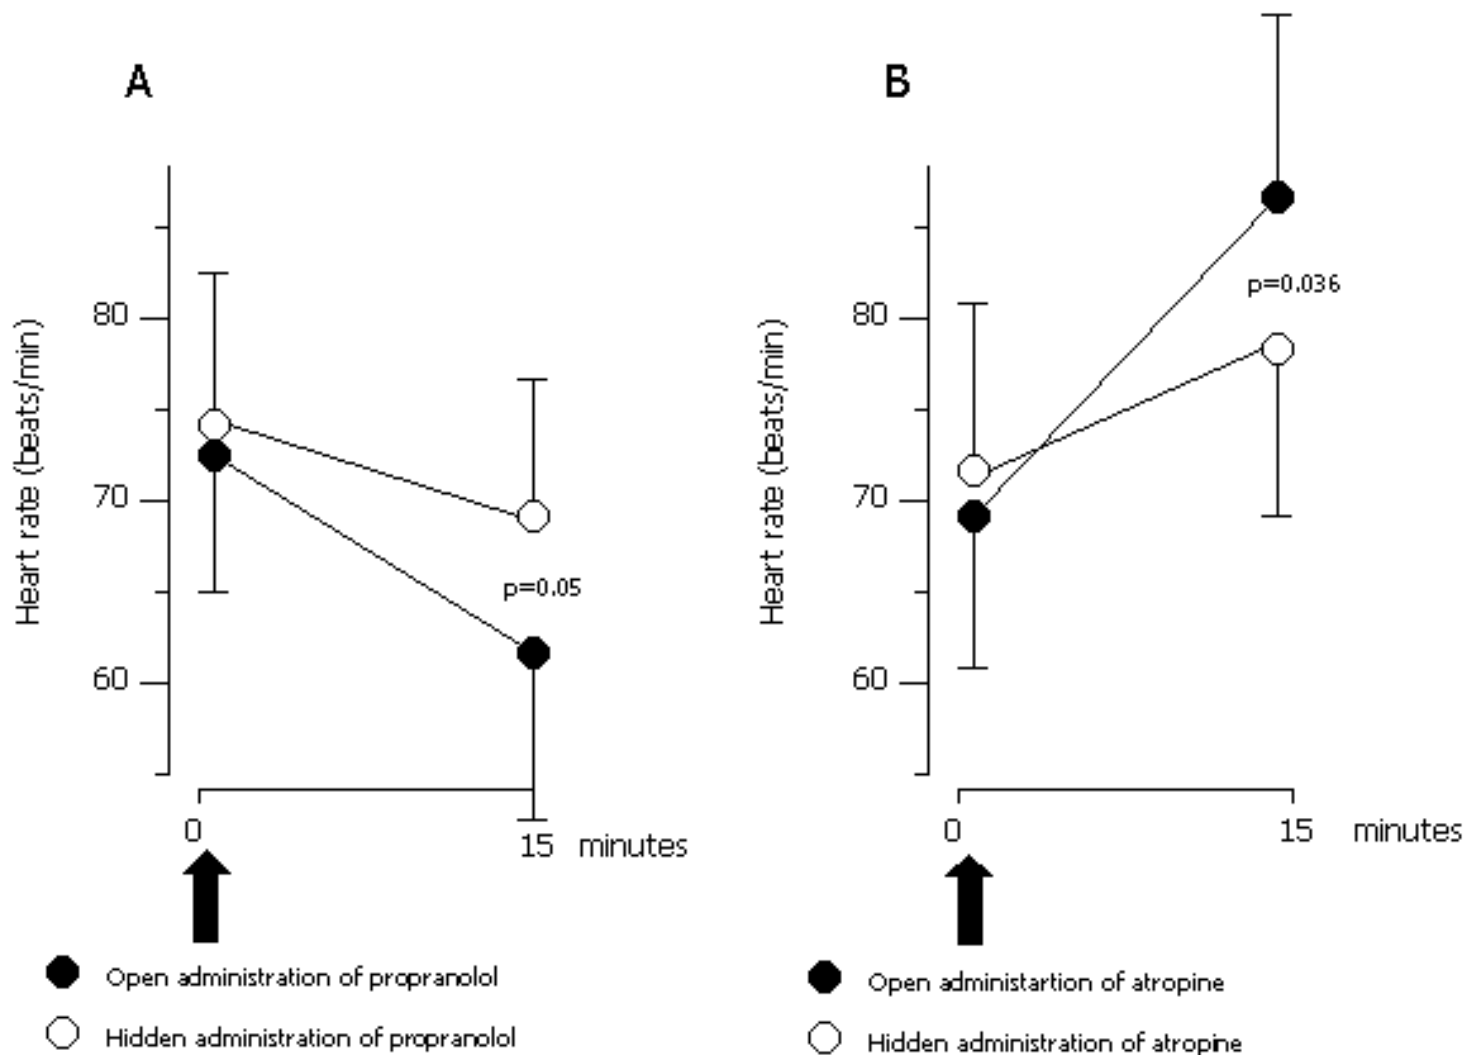 A
Heart rate (beats/min)
80
70
60
p=0.05
0
15 minutes
Open administration of propranolol
Hidden administration of propranolol
B
Heart rate (beats/min)
80
70
60
p=0.036
0
15 minutes
Open administartion of atropine
Hidden administration of atropine